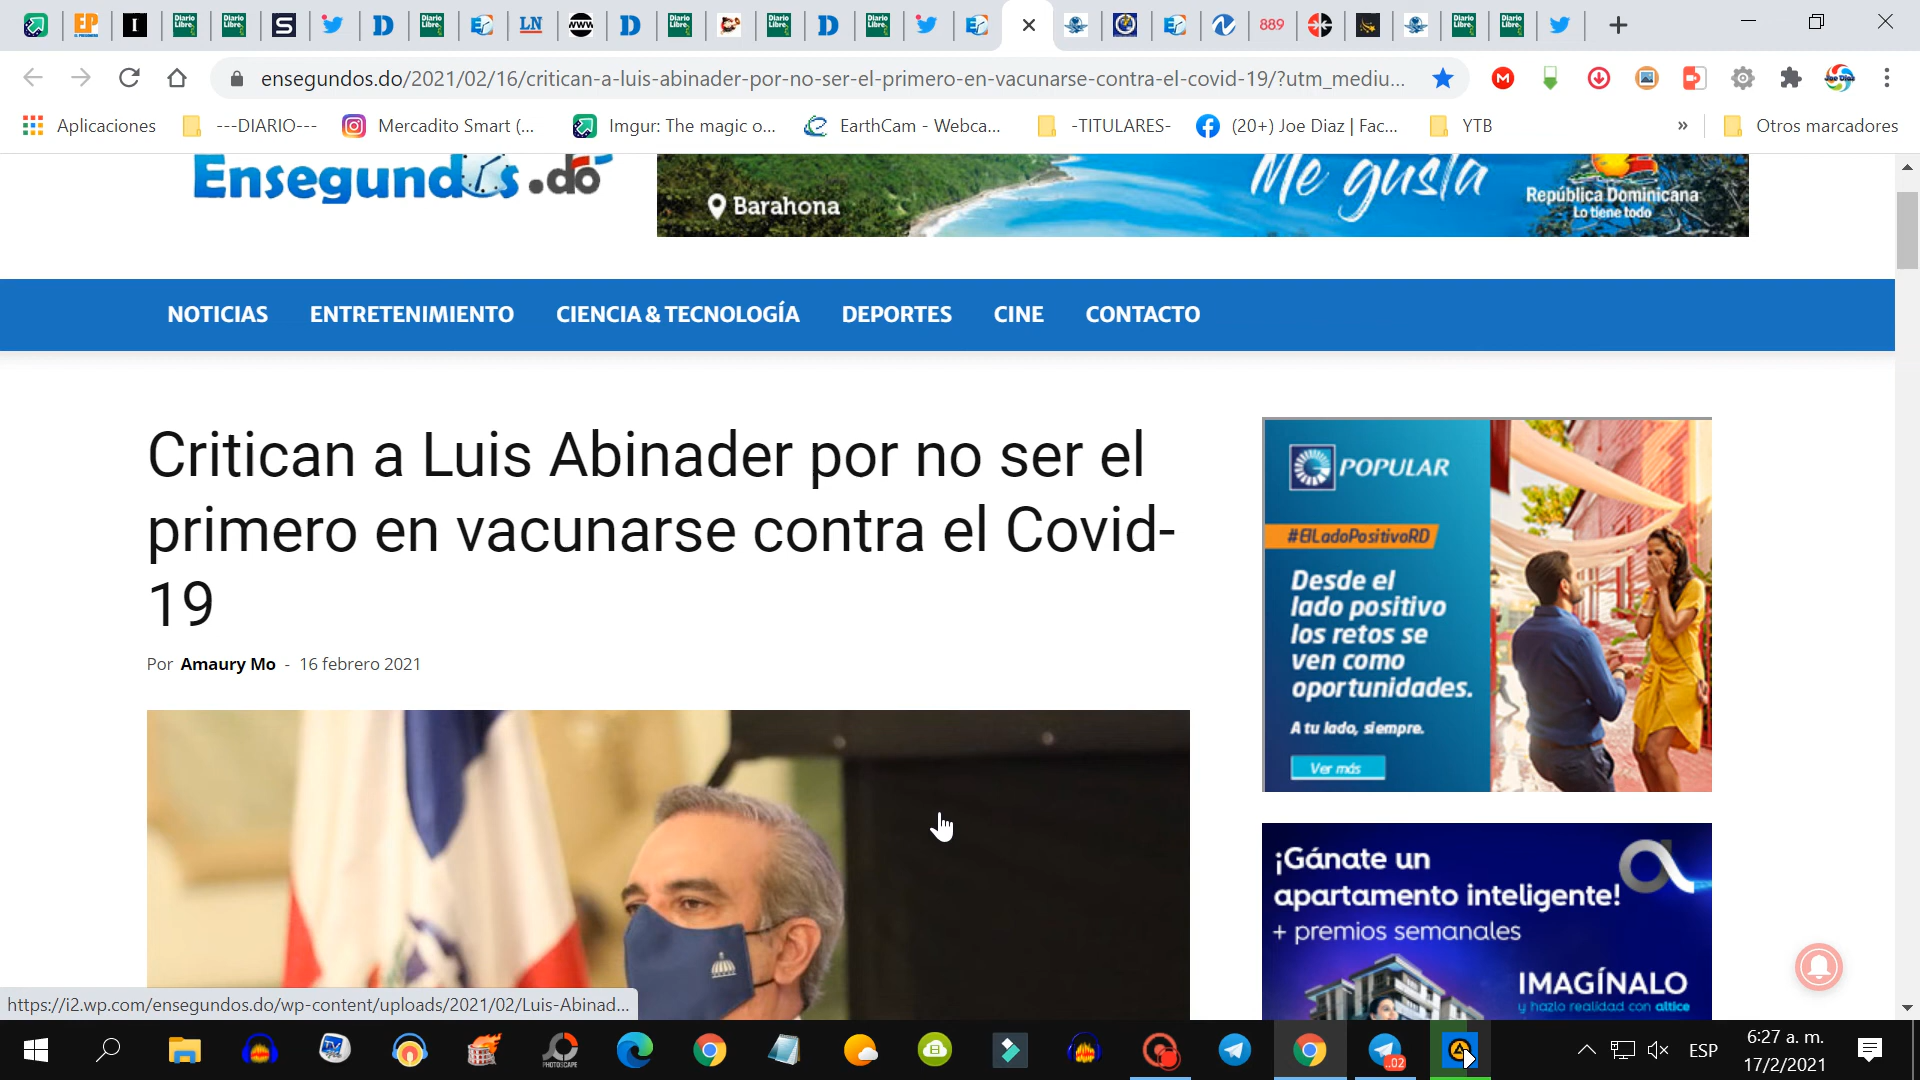 889
ensegundos.do/2021/02/16/critican-a-luis-abinader-por-no-ser-el-primero-en-vacunarse-contra-el-covid-19/?utm_mediu...
Aplicaciones
---DIARIO---
Mercadito Smart (...
Imgur: The magic o...
EarthCam - Webca...
-TITULARES-
(20+) Joe Diaz | Fac...
YTB
»
Otros marcadores
Ensegundos.do
Barahona
Me gusta
República Dominicana
Lo tiene todo
NOTICIAS
ENTRETENIMIENTO
CIENCIA & TECNOLOGÍA
DEPORTES
CINE
CONTACTO
Critican a Luis Abinader por no ser el
primero en vacunarse contra el Covid-
19
Por Amaury Mo - 16 febrero 2021
POPULAR
#ElLadoPositivoRD
Desde el
lado positivo
los retos se
ven como
oportunidades.
A tu lado, siempre.
Ver más
¡Gánate un
apartamento inteligente!
+ premios semanales
IMAGÍNALO
y hazlo realidad con altice
https://i2.wp.com/ensegundos.do/wp-content/uploads/2021/02/Luis-Abinad...
PHOTOSCAPE
..02
ESP
6:27 a. m.
17/2/2021